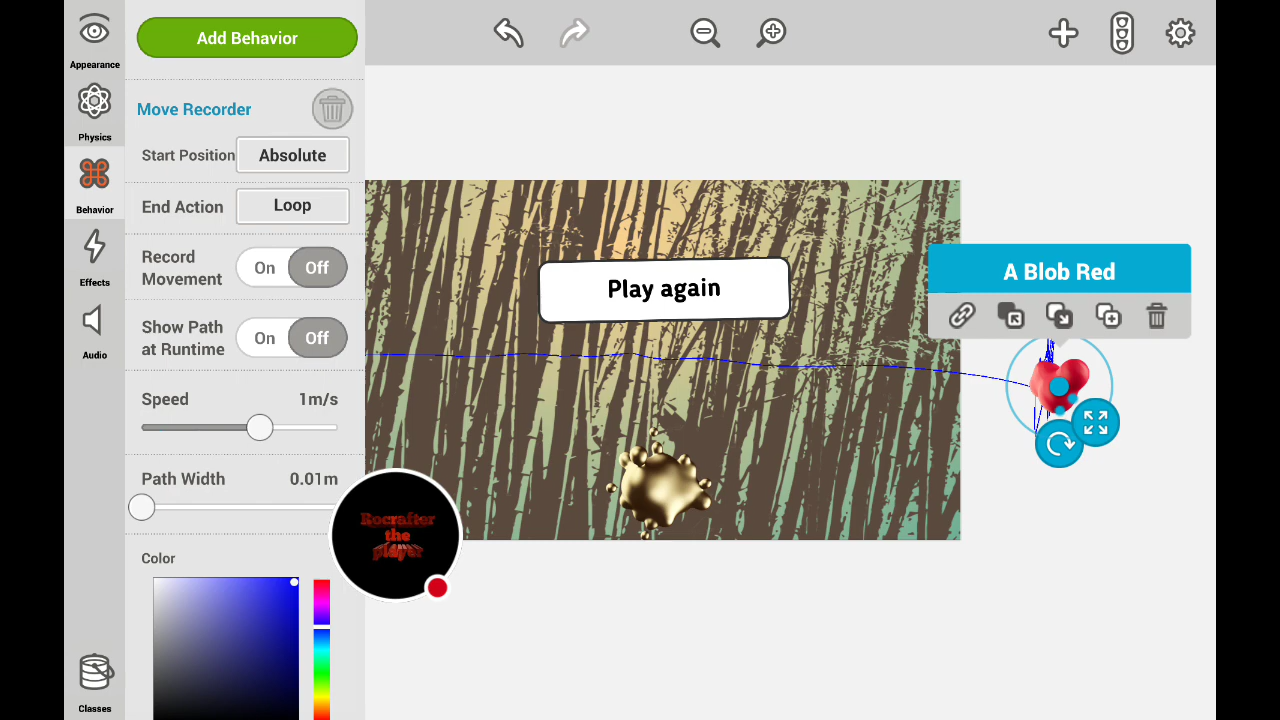 Appearance
Physics
Behavior
Effects
Audio
Classes
Add Behavior
Move Recorder
Start Position Absolute
End Action Loop
Record
Movement On Off
Show Path
at Runtime On Off
Speed 1m/s
Path Width 0.01m
Color
Play again
A Blob Red
Rocrafter
the
player